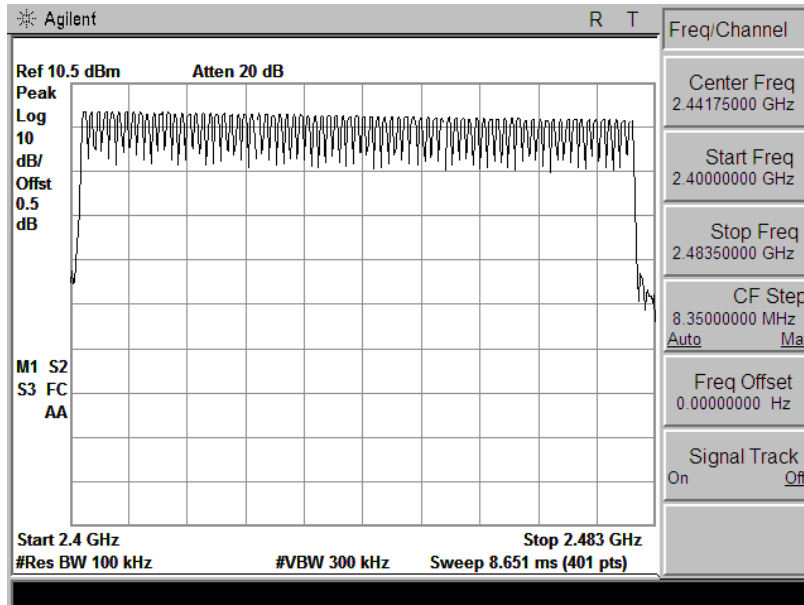 Agilent R T
Ref 10.5 dBm Atten 20 dB
Peak
Log
10
dB/
Offst
0.5
dB
M1 S2
S3 FC
AA
Start 2.4 GHz Stop 2.483 GHz
#Res BW 100 kHz #VBW 300 kHz Sweep 8.651 ms (401 pts)
Freq/Channel
Center Freq
2.44175000 GHz
Start Freq
2.40000000 GHz
Stop Freq
2.48350000 GHz
CF Step
8.35000000 MHz
Auto Ma
Freq Offset
0.00000000 Hz
Signal Track
On Off